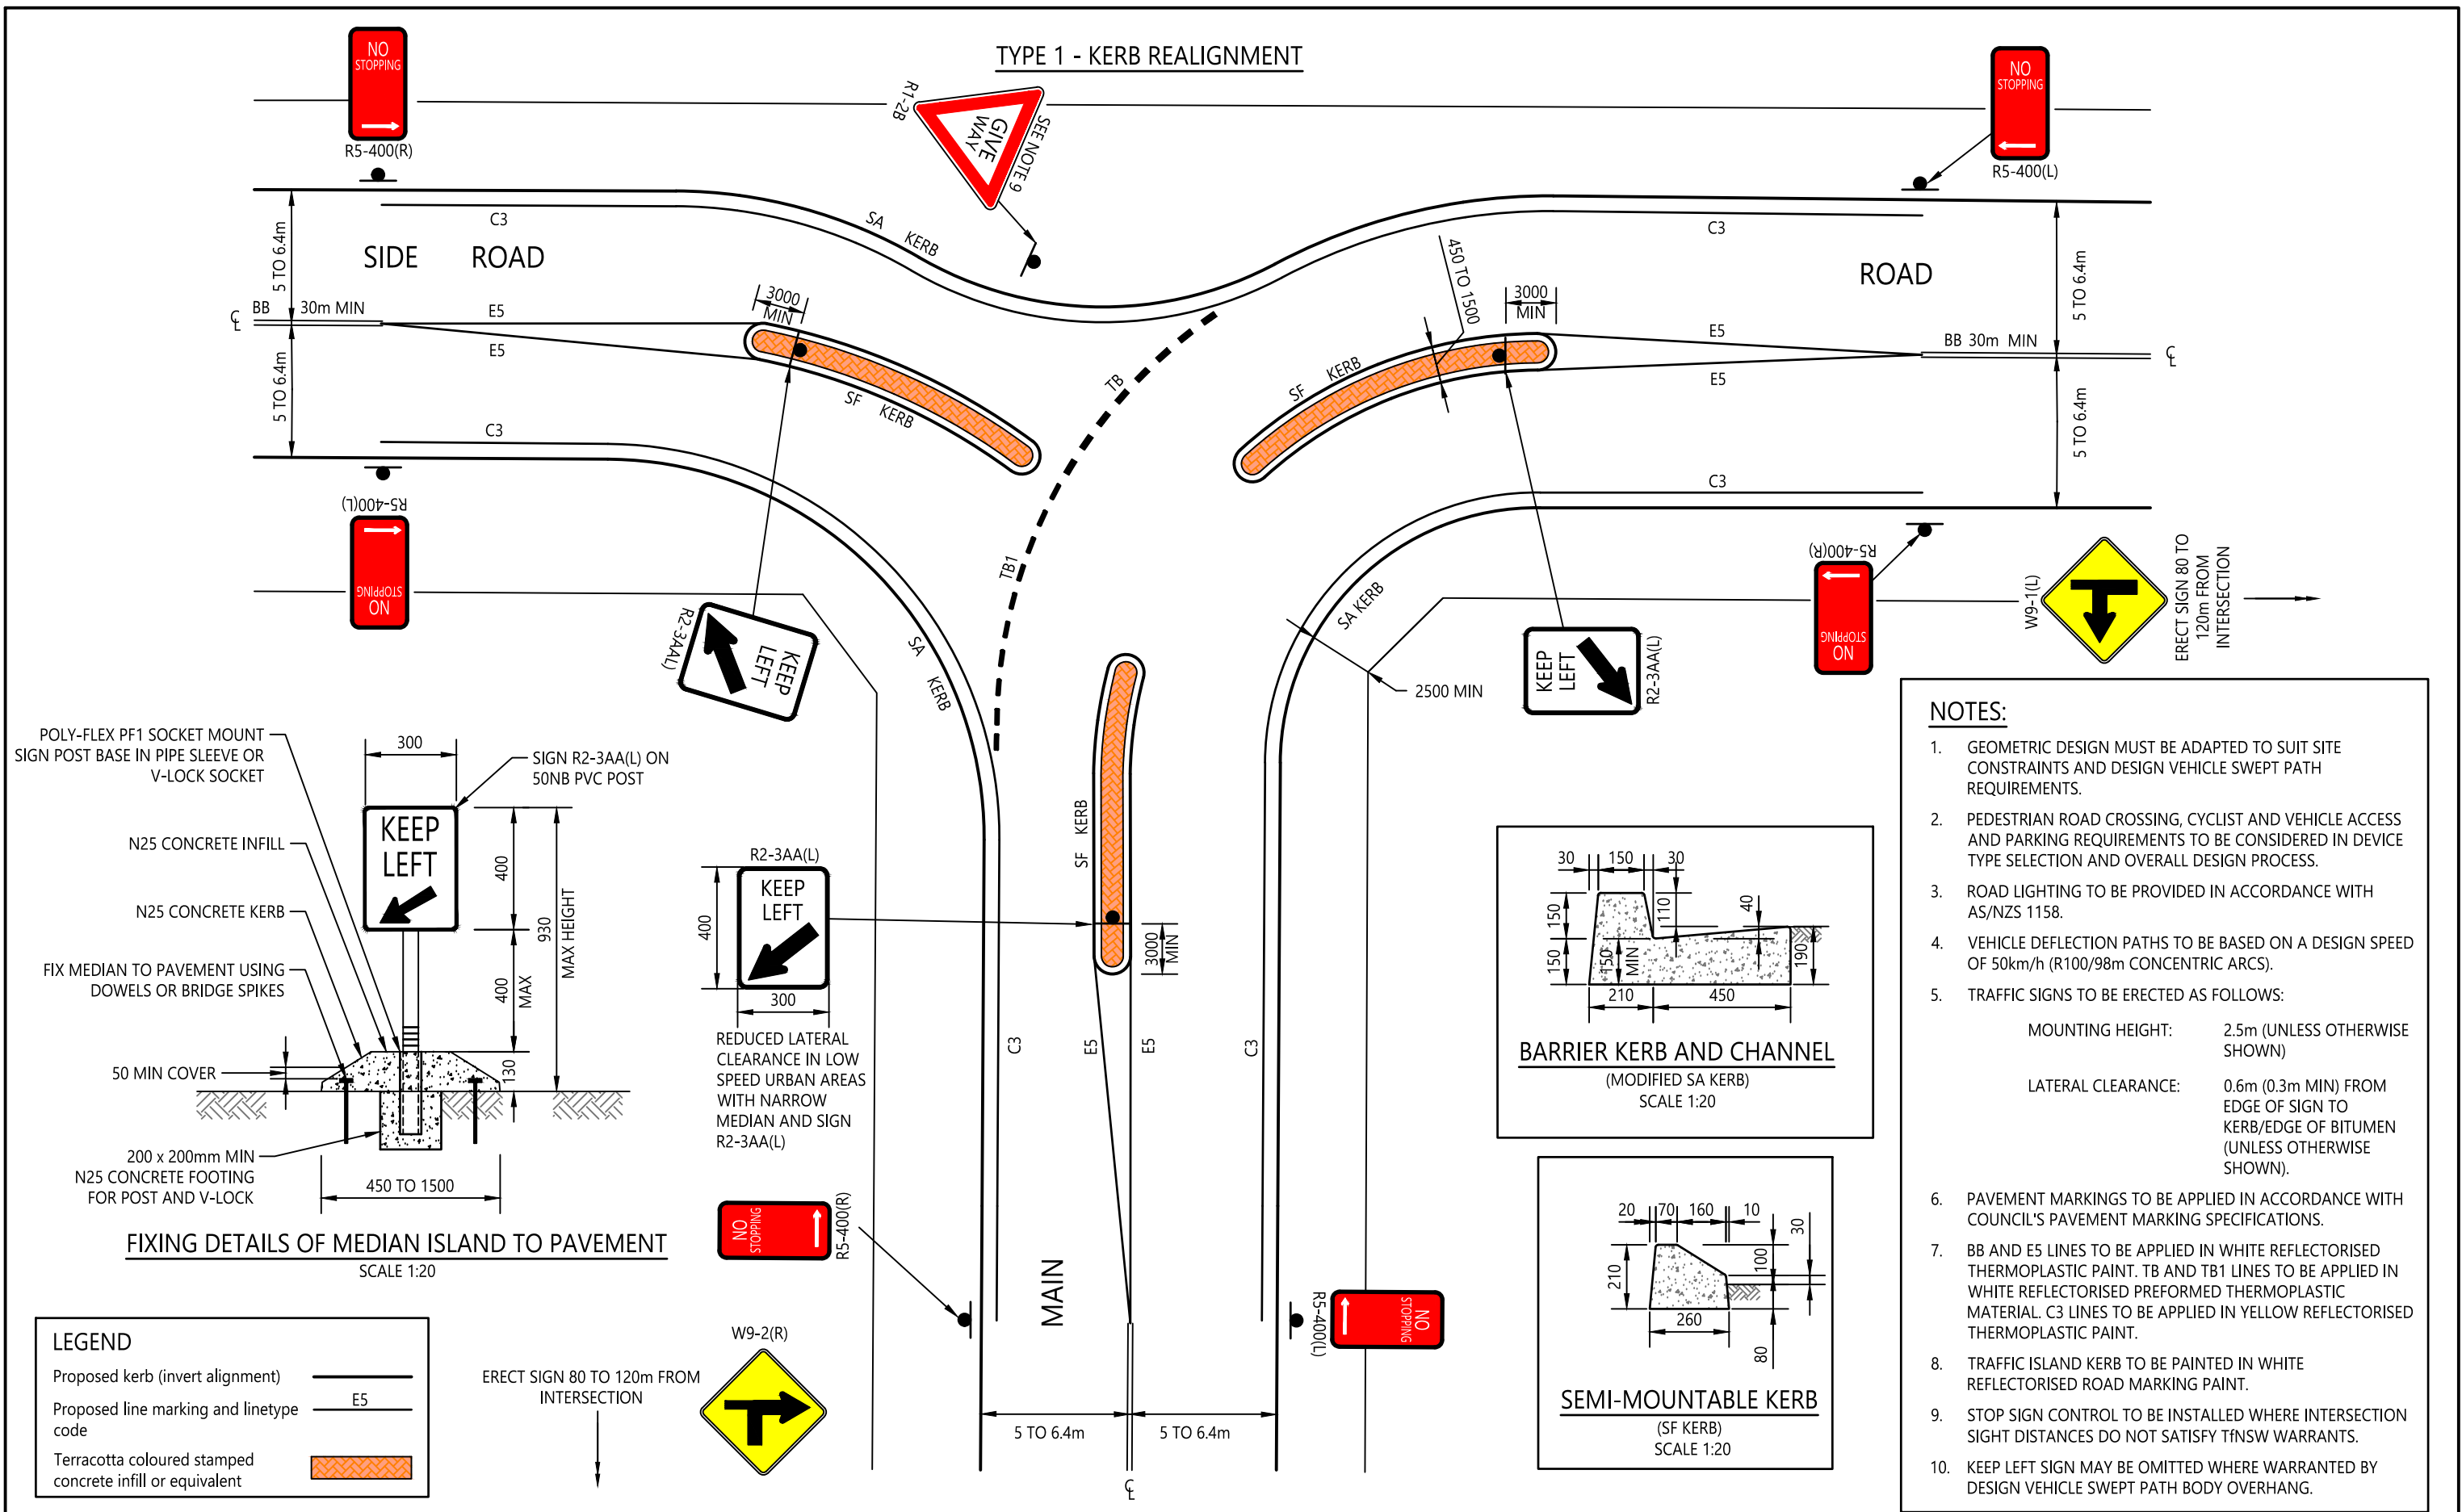 TYPE 1 - KERB REALIGNMENT
NO
STOPPING
R5-400(R)
R1-2B
GIVE
WAY
SEE NOTE 9
NO
STOPPING
R5-400(L)
C3
SA KERB
C3
5 TO 6.4m
SIDE ROAD
ROAD
5 TO 6.4m
450 TO 1500
3000
MIN
3000
MIN
℄
BB 30m MIN
E5
E5
SF KERB
SF KERB
TB
E5
E5
BB 30m MIN
℄
5 TO 6.4m
5 TO 6.4m
C3
C3
R5-400(L)
NO
STOPPING
TB1
SA KERB
SA KERB
R5-400(R)
NO
STOPPING
W9-1(L)
ERECT SIGN 80 TO
120m FROM
INTERSECTION
R2-3AA(L)
KEEP
LEFT
KEEP
LEFT
R2-3AA(L)
2500 MIN
POLY-FLEX PF1 SOCKET MOUNT
SIGN POST BASE IN PIPE SLEEVE OR
V-LOCK SOCKET
300
SIGN R2-3AA(L) ON
50NB PVC POST
KEEP
LEFT
N25 CONCRETE INFILL
N25 CONCRETE KERB
FIX MEDIAN TO PAVEMENT USING
DOWELS OR BRIDGE SPIKES
50 MIN COVER
400
400
MAX
930
MAX HEIGHT
130
200 x 200mm MIN
N25 CONCRETE FOOTING
FOR POST AND V-LOCK
450 TO 1500
FIXING DETAILS OF MEDIAN ISLAND TO PAVEMENT
SCALE 1:20
R2-3AA(L)
KEEP
LEFT
400
300
REDUCED LATERAL
CLEARANCE IN LOW
SPEED URBAN AREAS
WITH NARROW
MEDIAN AND SIGN
R2-3AA(L)
SF KERB
3000
MIN
C3
E5
E5
C3
NO
STOPPING
R5-400(R)
MAIN
R5-400(L)
NO
STOPPING
W9-2(R)
ERECT SIGN 80 TO 120m FROM
INTERSECTION
5 TO 6.4m
5 TO 6.4m
℄
LEGEND
Proposed kerb (invert alignment)
Proposed line marking and linetype
code
E5
Terracotta coloured stamped
concrete infill or equivalent
30 150 30
150
110
40
150
150
MIN
190
210 450
BARRIER KERB AND CHANNEL
(MODIFIED SA KERB)
SCALE 1:20
20 70 160 10
30
100
210
260
80
SEMI-MOUNTABLE KERB
(SF KERB)
SCALE 1:20
NOTES:
1. GEOMETRIC DESIGN MUST BE ADAPTED TO SUIT SITE
CONSTRAINTS AND DESIGN VEHICLE SWEPT PATH
REQUIREMENTS.
2. PEDESTRIAN ROAD CROSSING, CYCLIST AND VEHICLE ACCESS
AND PARKING REQUIREMENTS TO BE CONSIDERED IN DEVICE
TYPE SELECTION AND OVERALL DESIGN PROCESS.
3. ROAD LIGHTING TO BE PROVIDED IN ACCORDANCE WITH
AS/NZS 1158.
4. VEHICLE DEFLECTION PATHS TO BE BASED ON A DESIGN SPEED
OF 50km/h (R100/98m CONCENTRIC ARCS).
5. TRAFFIC SIGNS TO BE ERECTED AS FOLLOWS:
MOUNTING HEIGHT: 2.5m (UNLESS OTHERWISE
SHOWN)
LATERAL CLEARANCE: 0.6m (0.3m MIN) FROM
EDGE OF SIGN TO
KERB/EDGE OF BITUMEN
(UNLESS OTHERWISE
SHOWN).
6. PAVEMENT MARKINGS TO BE APPLIED IN ACCORDANCE WITH
COUNCIL'S PAVEMENT MARKING SPECIFICATIONS.
7. BB AND E5 LINES TO BE APPLIED IN WHITE REFLECTORISED
THERMOPLASTIC PAINT. TB AND TB1 LINES TO BE APPLIED IN
WHITE REFLECTORISED PREFORMED THERMOPLASTIC
MATERIAL. C3 LINES TO BE APPLIED IN YELLOW REFLECTORISED
THERMOPLASTIC PAINT.
8. TRAFFIC ISLAND KERB TO BE PAINTED IN WHITE
REFLECTORISED ROAD MARKING PAINT.
9. STOP SIGN CONTROL TO BE INSTALLED WHERE INTERSECTION
SIGHT DISTANCES DO NOT SATISFY TfNSW WARRANTS.
10. KEEP LEFT SIGN MAY BE OMITTED WHERE WARRANTED BY
DESIGN VEHICLE SWEPT PATH BODY OVERHANG.